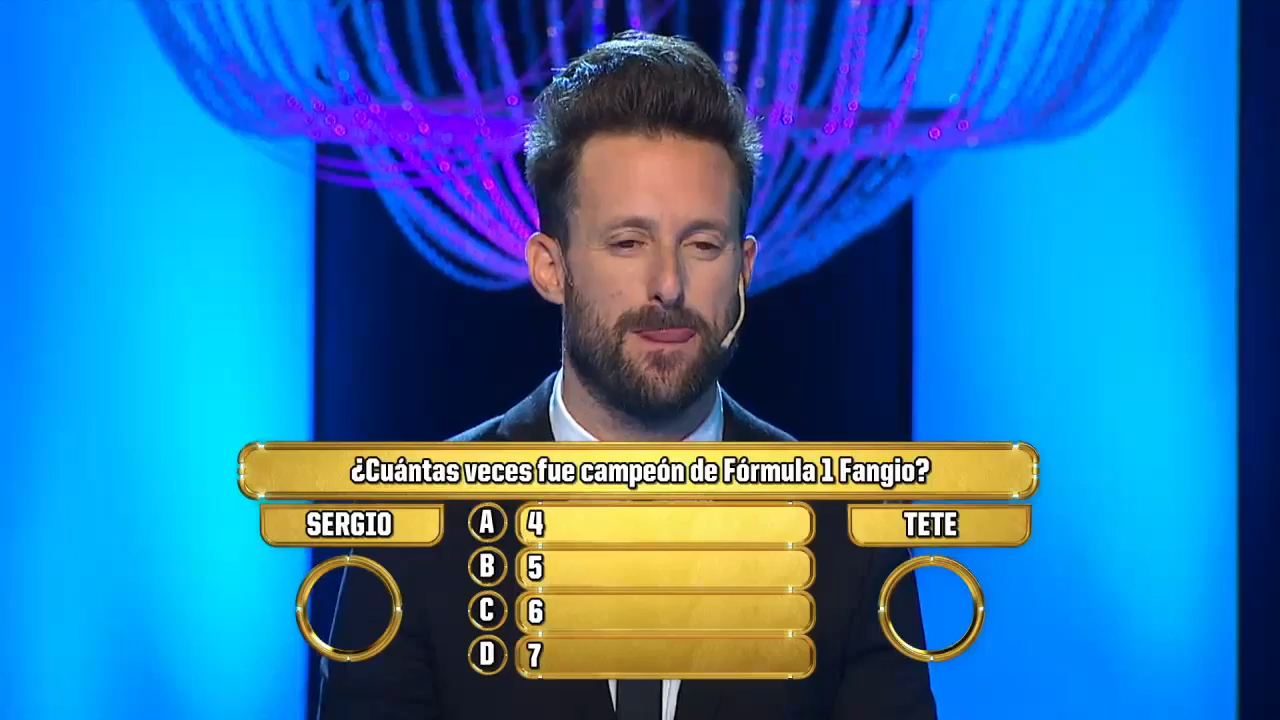 ¿Cuántas veces fue campeón de Fórmula 1 Fangio?
SERGIO
TETE
A 4
B 5
C 6
D 7